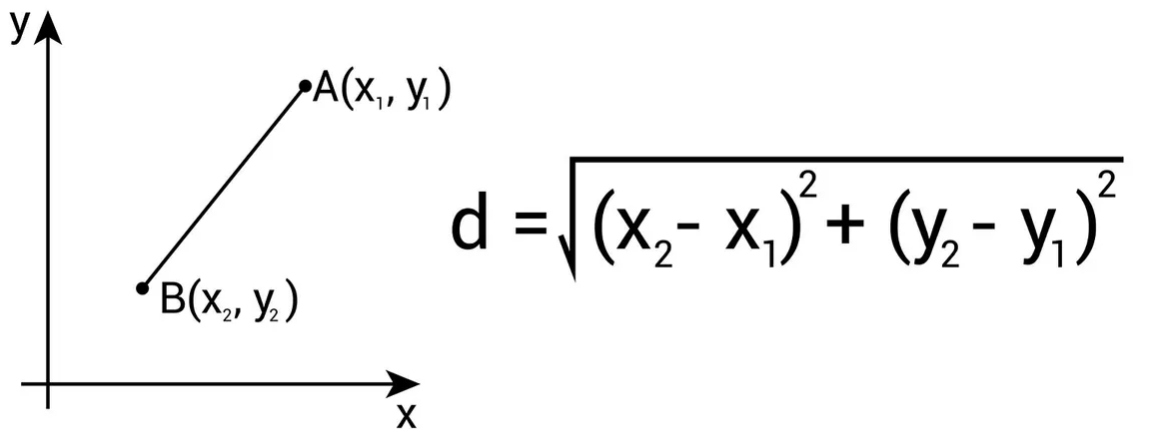 y
A(x₁, y₁)
d = √(x₂ - x₁)² + (y₂ - y₁)²
B(x₂, y₂)
x